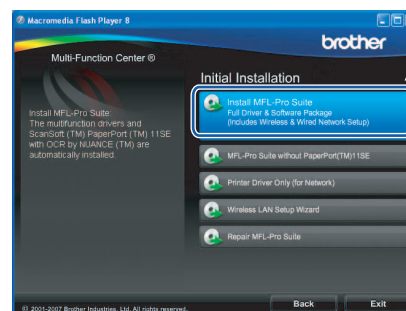 Macromedia Flash Player 8
brother
Multi-Function Center ®
Initial Installation
Install MFL-Pro Suite
Full Driver & Software Package
(Includes Wireless & Wired Network Setup)
Install MFL-Pro Suite:
The multifunction drivers and
ScanSoft (TM) PaperPort (TM) 11SE
with OCR by NUANCE (TM) are
automatically installed.
MFL-Pro Suite without PaperPort(TM)11SE
Printer Driver Only (for Network)
Wireless LAN Setup Wizard
Repair MFL-Pro Suite
© 2001-2007 Brother Industries, Ltd. All rights reserved.
Back
Exit